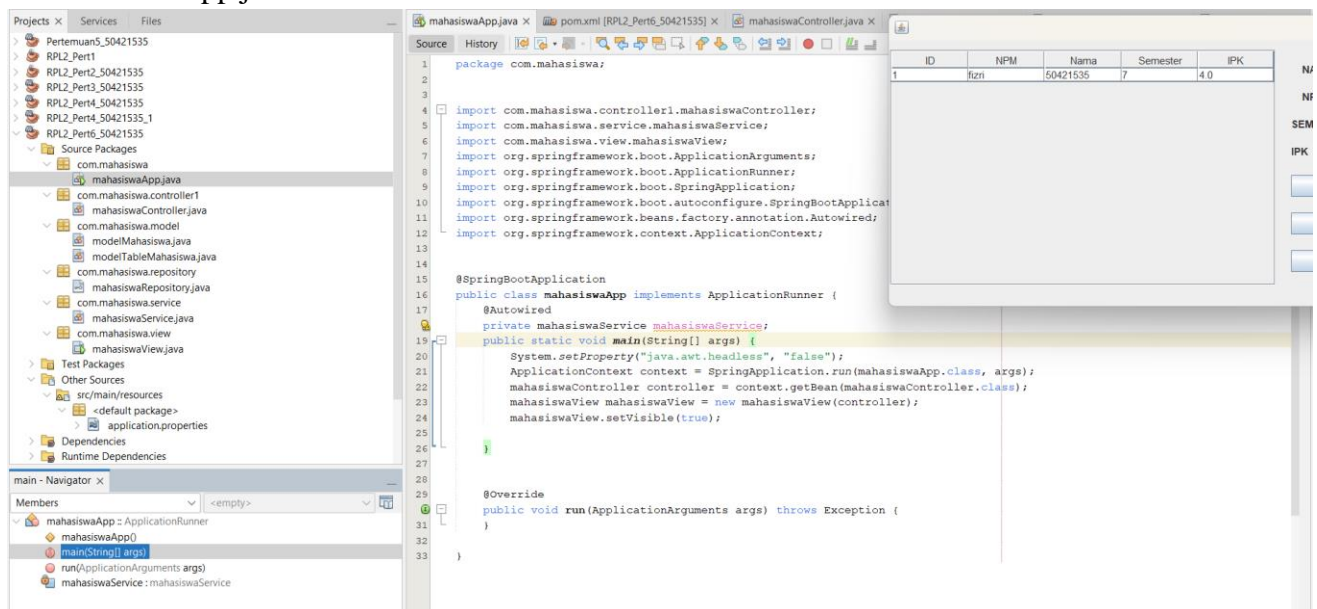 Projects × Services Files
Pertemuan5_50421535
RPL2_Pert1
RPL2_Pert2_50421535
RPL2_Pert3_50421535
RPL2_Pert4_50421535
RPL2_Pert4_50421535_1
RPL2_Pert6_50421535
Source Packages
com.mahasiswa
mahasiswaApp.java
com.mahasiswa.controller1
mahasiswaController.java
com.mahasiswa.model
modelMahasiswa.java
modelTableMahasiswa.java
com.mahasiswa.repository
mahasiswaRepository.java
com.mahasiswa.service
mahasiswaService.java
com.mahasiswa.view
mahasiswaView.java
Test Packages
Other Sources
src/main/resources
<default package>
application.properties
Dependencies
Runtime Dependencies
main - Navigator ×
Members <empty>
mahasiswaApp :: ApplicationRunner
mahasiswaApp()
main(String[] args)
run(ApplicationArguments args)
mahasiswaService : mahasiswaService
mahasiswaApp.java × pom.xml [RPL2_Pert6_50421535] × mahasiswaController.java ×
Source History
1 package com.mahasiswa;
2
3
4 import com.mahasiswa.controller1.mahasiswaController;
5 import com.mahasiswa.service.mahasiswaService;
6 import com.mahasiswa.view.mahasiswaView;
7 import org.springframework.boot.ApplicationArguments;
8 import org.springframework.boot.ApplicationRunner;
9 import org.springframework.boot.SpringApplication;
10 import org.springframework.boot.autoconfigure.SpringBootApplicat
11 import org.springframework.beans.factory.annotation.Autowired;
12 import org.springframework.context.ApplicationContext;
13
14
15 @SpringBootApplication
16 public class mahasiswaApp implements ApplicationRunner {
17 @Autowired
private mahasiswaService mahasiswaService;
19 public static void main(String[] args) {
20 System.setProperty("java.awt.headless", "false");
21 ApplicationContext context = SpringApplication.run(mahasiswaApp.class, args);
22 mahasiswaController controller = context.getBean(mahasiswaController.class);
23 mahasiswaView mahasiswaView = new mahasiswaView(controller);
24 mahasiswaView.setVisible(true);
25
26 }
27
28
29 @Override
public void run(ApplicationArguments args) throws Exception {
31 }
32
33 }
ID NPM Nama Semester IPK
1 fizri 50421535 7 4.0
NA
NP
SEM
IPK